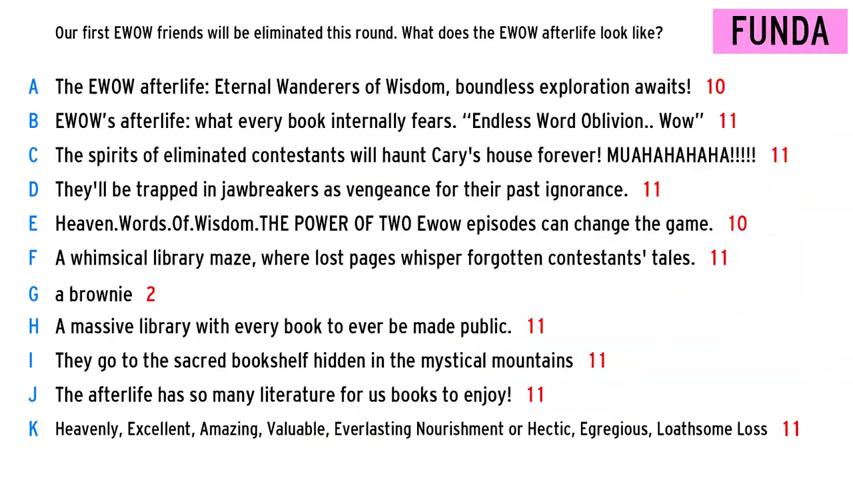 Our first EWOW friends will be eliminated this round. What does the EWOW afterlife look like?
FUNDA
A The EWOW afterlife: Eternal Wanderers of Wisdom, boundless exploration awaits! 10
B EWOW’s afterlife: what every book internally fears. “Endless Word Oblivion.. Wow” 11
C The spirits of eliminated contestants will haunt Cary's house forever! MUAHAHAHAHA!!!!! 11
D They'll be trapped in jawbreakers as vengeance for their past ignorance. 11
E Heaven.Words.Of.Wisdom.THE POWER OF TWO Ewow episodes can change the game. 10
F A whimsical library maze, where lost pages whisper forgotten contestants' tales. 11
G a brownie 2
H A massive library with every book to ever be made public. 11
I They go to the sacred bookshelf hidden in the mystical mountains 11
J The afterlife has so many literature for us books to enjoy! 11
K Heavenly, Excellent, Amazing, Valuable, Everlasting Nourishment or Hectic, Egregious, Loathsome Loss 11